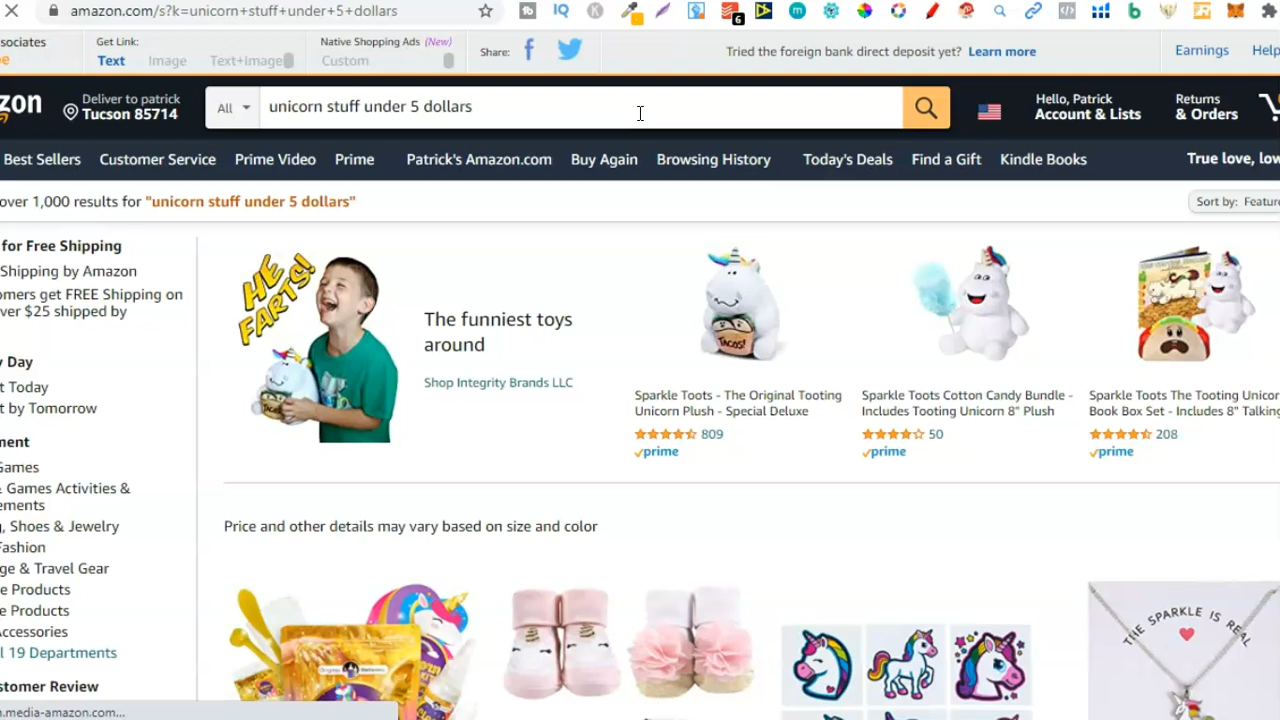 amazon.com/s?k=unicorn+stuff+under+5+dollars
6
sociates
Get Link:
Native Shopping Ads (New)
Share:
Tried the foreign bank direct deposit yet? Learn more
Earnings
Help
Text
Image
Text+Image
Custom
zon
Deliver to patrick
Tucson 85714
All
unicorn stuff under 5 dollars
Hello, Patrick
Account & Lists
Returns
& Orders
Best Sellers
Customer Service
Prime Video
Prime
Patrick's Amazon.com
Buy Again
Browsing History
Today's Deals
Find a Gift
Kindle Books
True love, low
over 1,000 results for "unicorn stuff under 5 dollars"
Sort by: Featur
for Free Shipping
Shipping by Amazon
omers get FREE Shipping on
ver $25 shipped by
y Day
t Today
t by Tomorrow
ment
Games
& Games Activities &
ements
, Shoes & Jewelry
Fashion
ge & Travel Gear
e Products
e Products
Accessories
l 19 Departments
stomer Review
HE
FARTS!
The funniest toys
around
Shop Integrity Brands LLC
TACOS!
Sparkle Toots - The Original Tooting
Unicorn Plush - Special Deluxe
809
prime
Sparkle Toots Cotton Candy Bundle -
Includes Tooting Unicorn 8" Plush
50
prime
Sparkle Toots The Tooting Unicor
Book Box Set - Includes 8" Talking
208
prime
Price and other details may vary based on size and color
THE SPARKLE IS REAL
n.media-amazon.com...